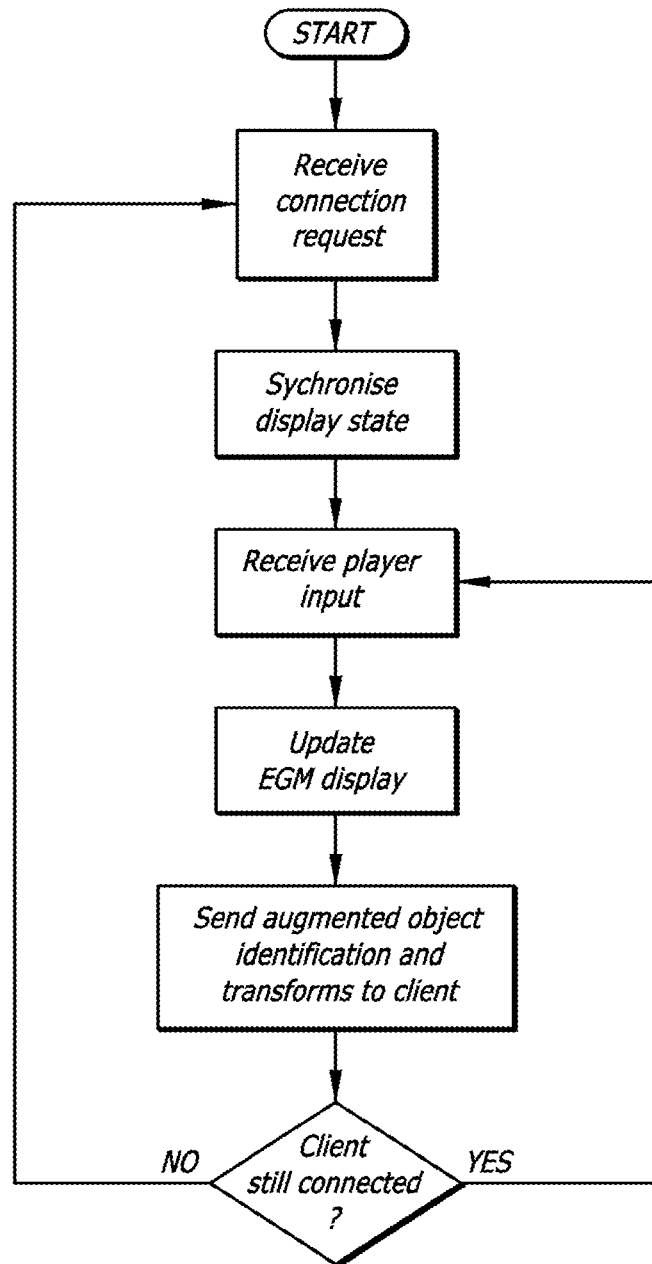 START
Receive
connection
request
Sychronise
display state
Receive player
input
Update
EGM display
Send augmented object
identification and
transforms to client
Client
still connected
?
NO
YES